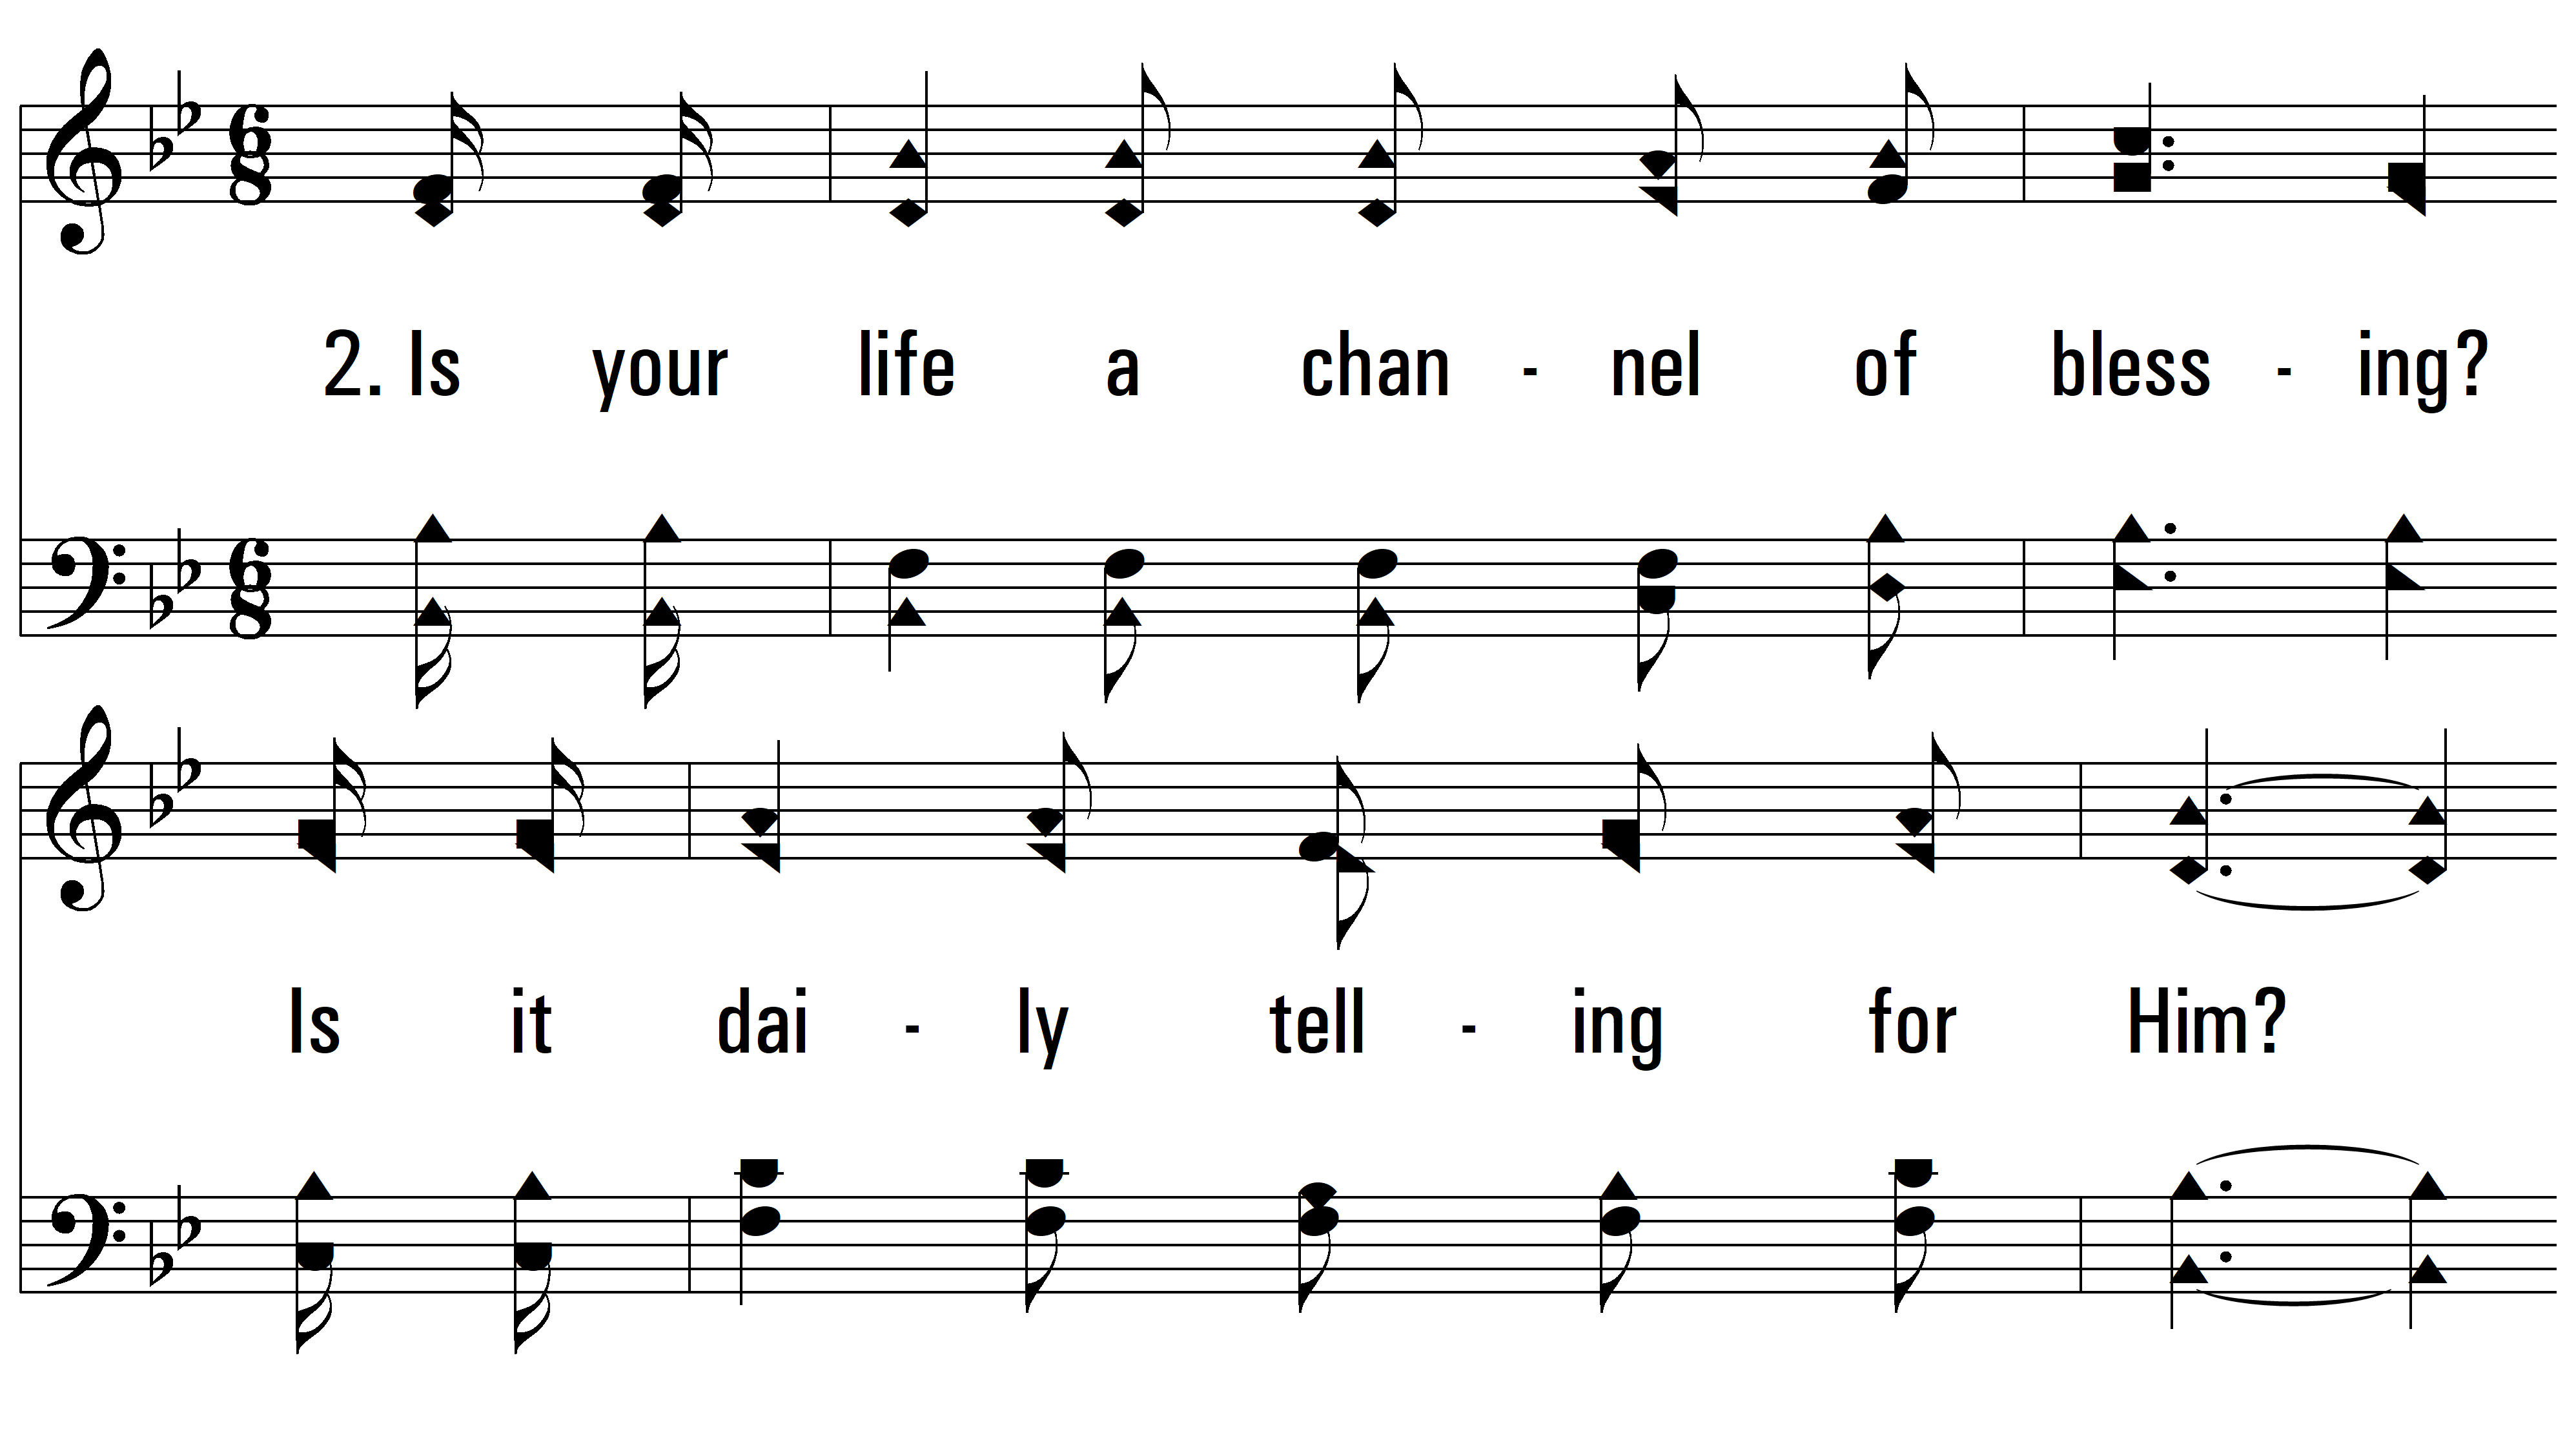 2. Is your life a chan - nel of bless - ing?
Is it dai - ly tell - ing for Him?